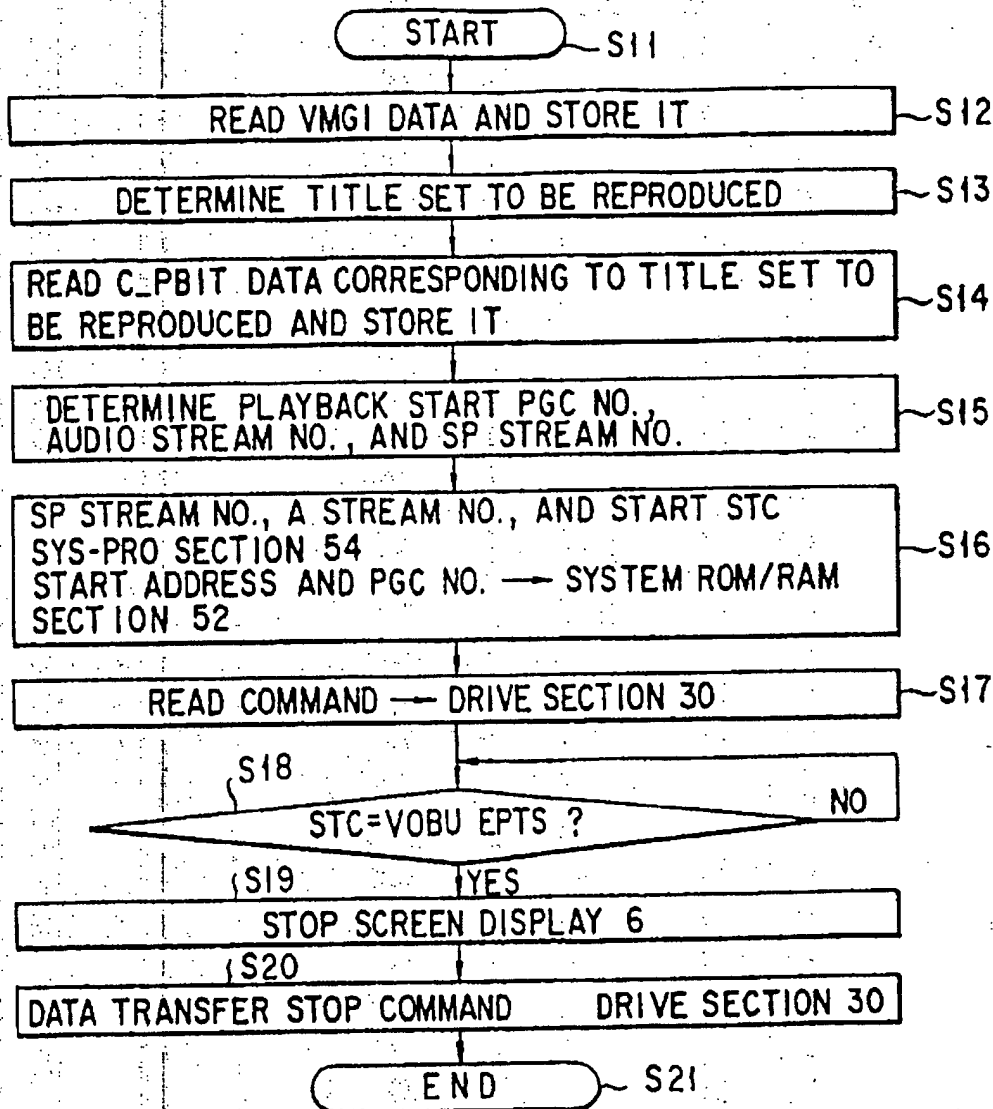 START
S11
READ VMGI DATA AND STORE IT
S12
DETERMINE TITLE SET TO BE REPRODUCED
S13
READ C_PBIT DATA CORRESPONDING TO TITLE SET TO
BE REPRODUCED AND STORE IT
S14
DETERMINE PLAYBACK START PGC NO.,
AUDIO STREAM NO., AND SP STREAM NO.
S15
SP STREAM NO., A STREAM NO., AND START STC
SYS-PRO SECTION 54
START ADDRESS AND PGC NO. → SYSTEM ROM/RAM
SECTION 52
S16
READ COMMAND → DRIVE SECTION 30
S17
S18
STC=VOBU EPTS ?
NO
YES
S19
STOP SCREEN DISPLAY 6
S20
DATA TRANSFER STOP COMMAND DRIVE SECTION 30
END
S21